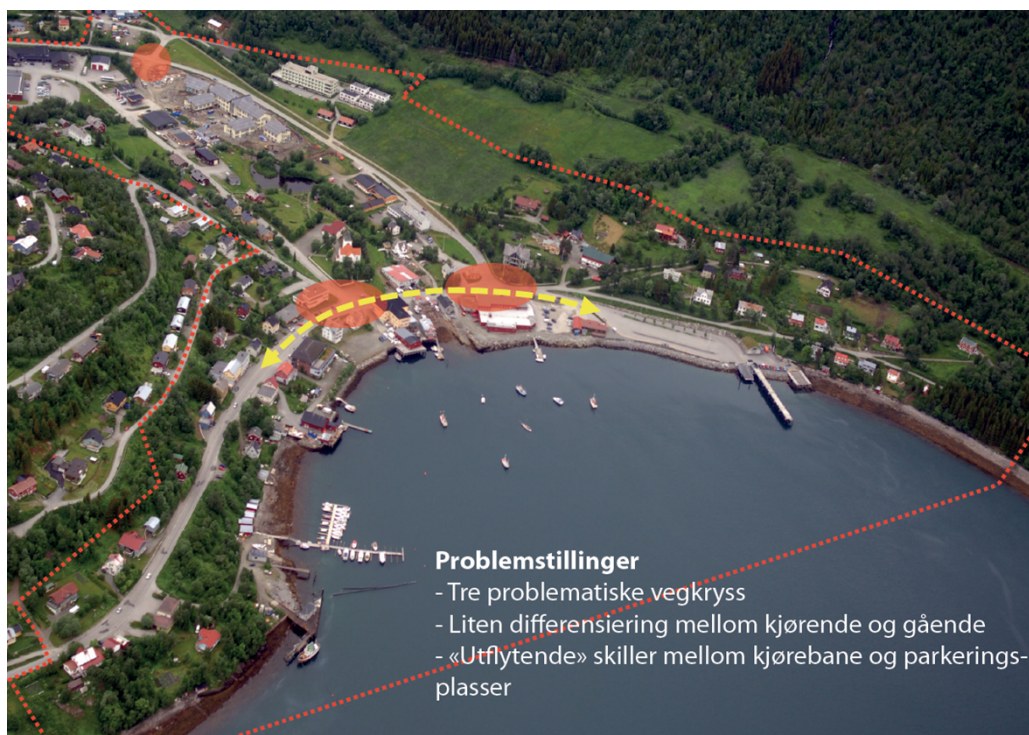 Problemstillinger
- Tre problematiske vegkryss
- Liten differensiering mellom kjørende og gående
- «Utflytende» skiller mellom kjørebane og parkerings-
plasser